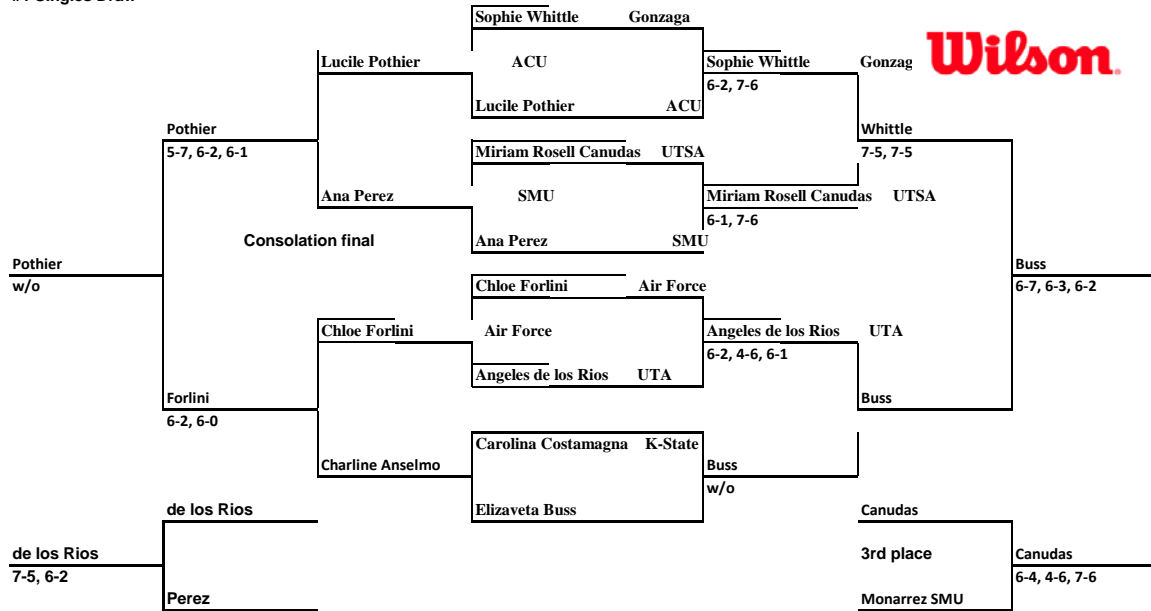 Sophie Whittle Gonzaga
Wilson.
Lucile Pothier ACU Sophie Whittle Gonzag
6-2, 7-6
Lucile Pothier ACU
Pothier Whittle
5-7, 6-2, 6-1 Miriam Rosell Canudas UTSA 7-5, 7-5
Ana Perez SMU Miriam Rosell Canudas UTSA
6-1, 7-6
Consolation final Ana Perez SMU
Pothier Buss
w/o Chloe Forlini Air Force 6-7, 6-3, 6-2
Chloe Forlini Air Force Angeles de los Rios UTA
6-2, 4-6, 6-1
Angeles de los Rios UTA
Forlini Buss
6-2, 6-0
Carolina Costamagna K-State
Charline Anselmo Buss
w/o
de los Rios Elizaveta Buss Canudas
de los Rios 3rd place Canudas
7-5, 6-2 6-4, 4-6, 7-6
Perez Monarrez SMU